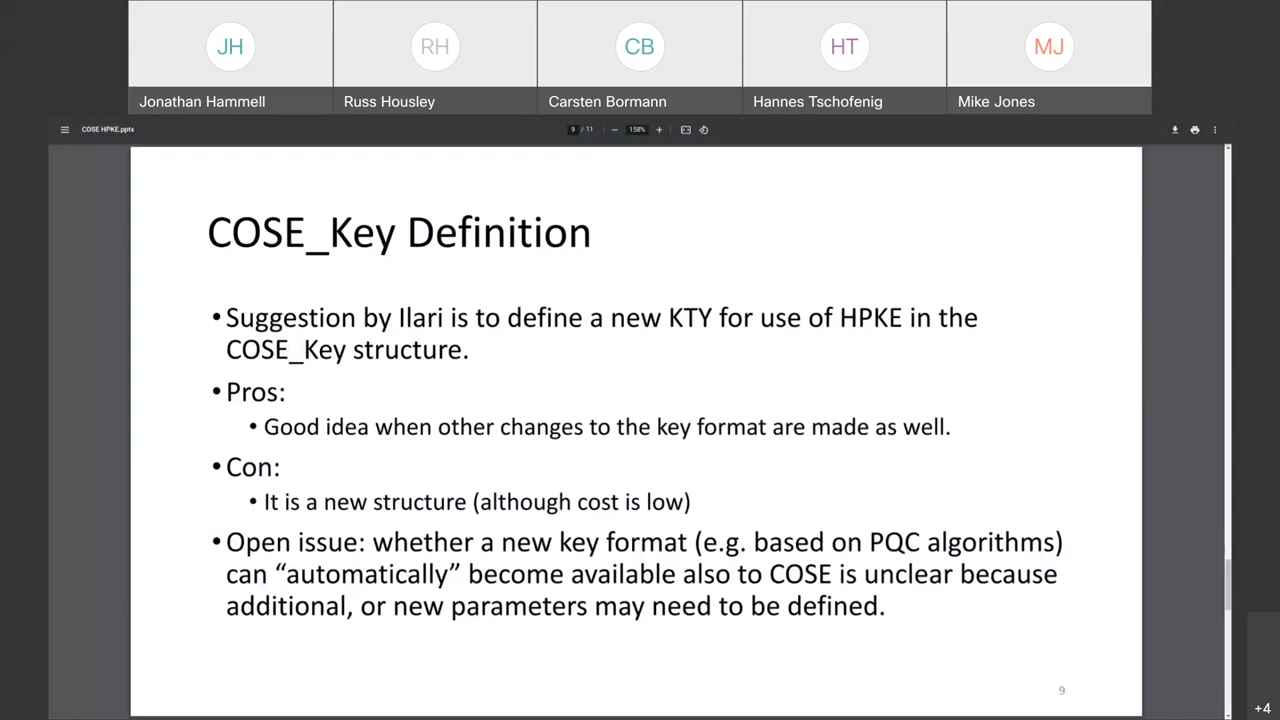 JH
RH
CB
HT
MJ
Jonathan Hammell
Russ Housley
Carsten Bormann
Hannes Tschofenig
Mike Jones
COSE HPKE.pptx
9 / 11
158%
COSE_Key Definition
•Suggestion by Ilari is to define a new KTY for use of HPKE in the
COSE_Key structure.
•Pros:
•Good idea when other changes to the key format are made as well.
•Con:
•It is a new structure (although cost is low)
•Open issue: whether a new key format (e.g. based on PQC algorithms)
can “automatically” become available also to COSE is unclear because
additional, or new parameters may need to be defined.
9
+4